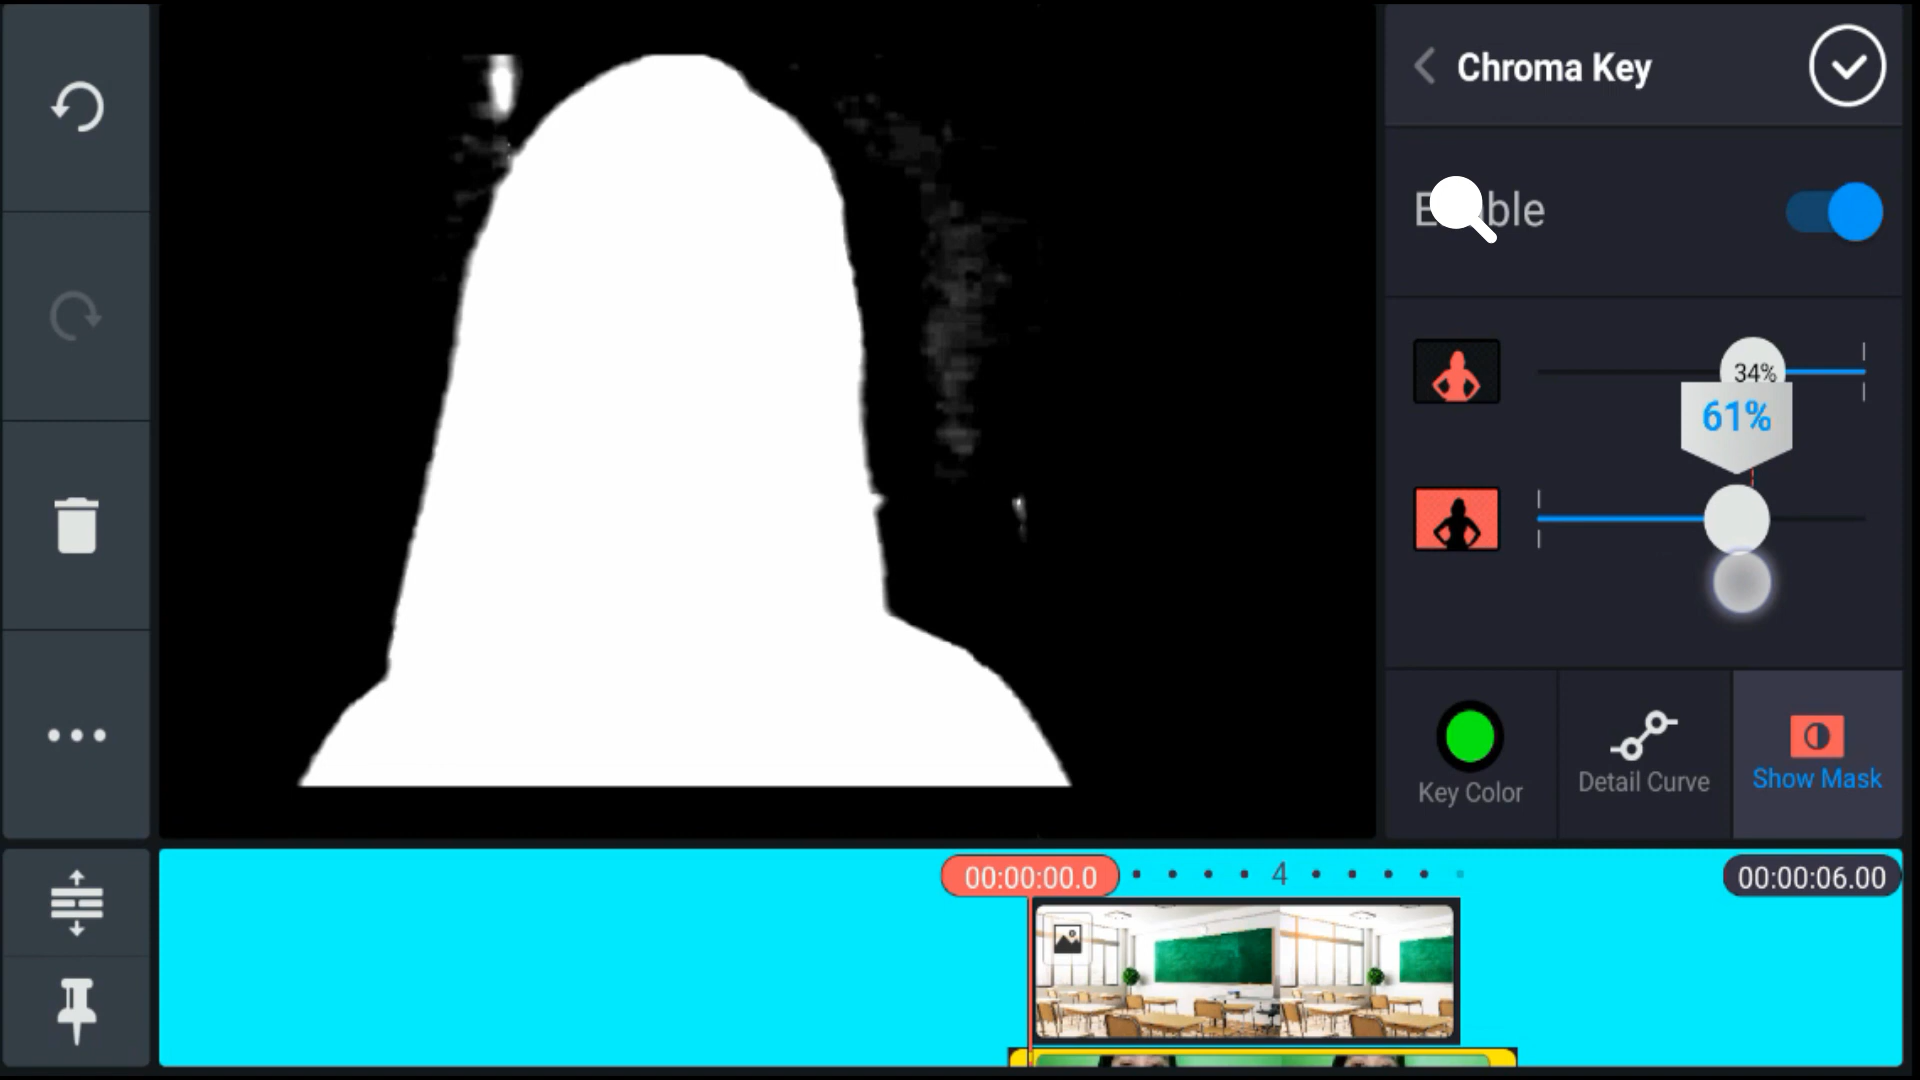 Chroma Key
E ble
34%
61%
Key Color
Detail Curve
Show Mask
00:00:00.0
4
00:00:06.00